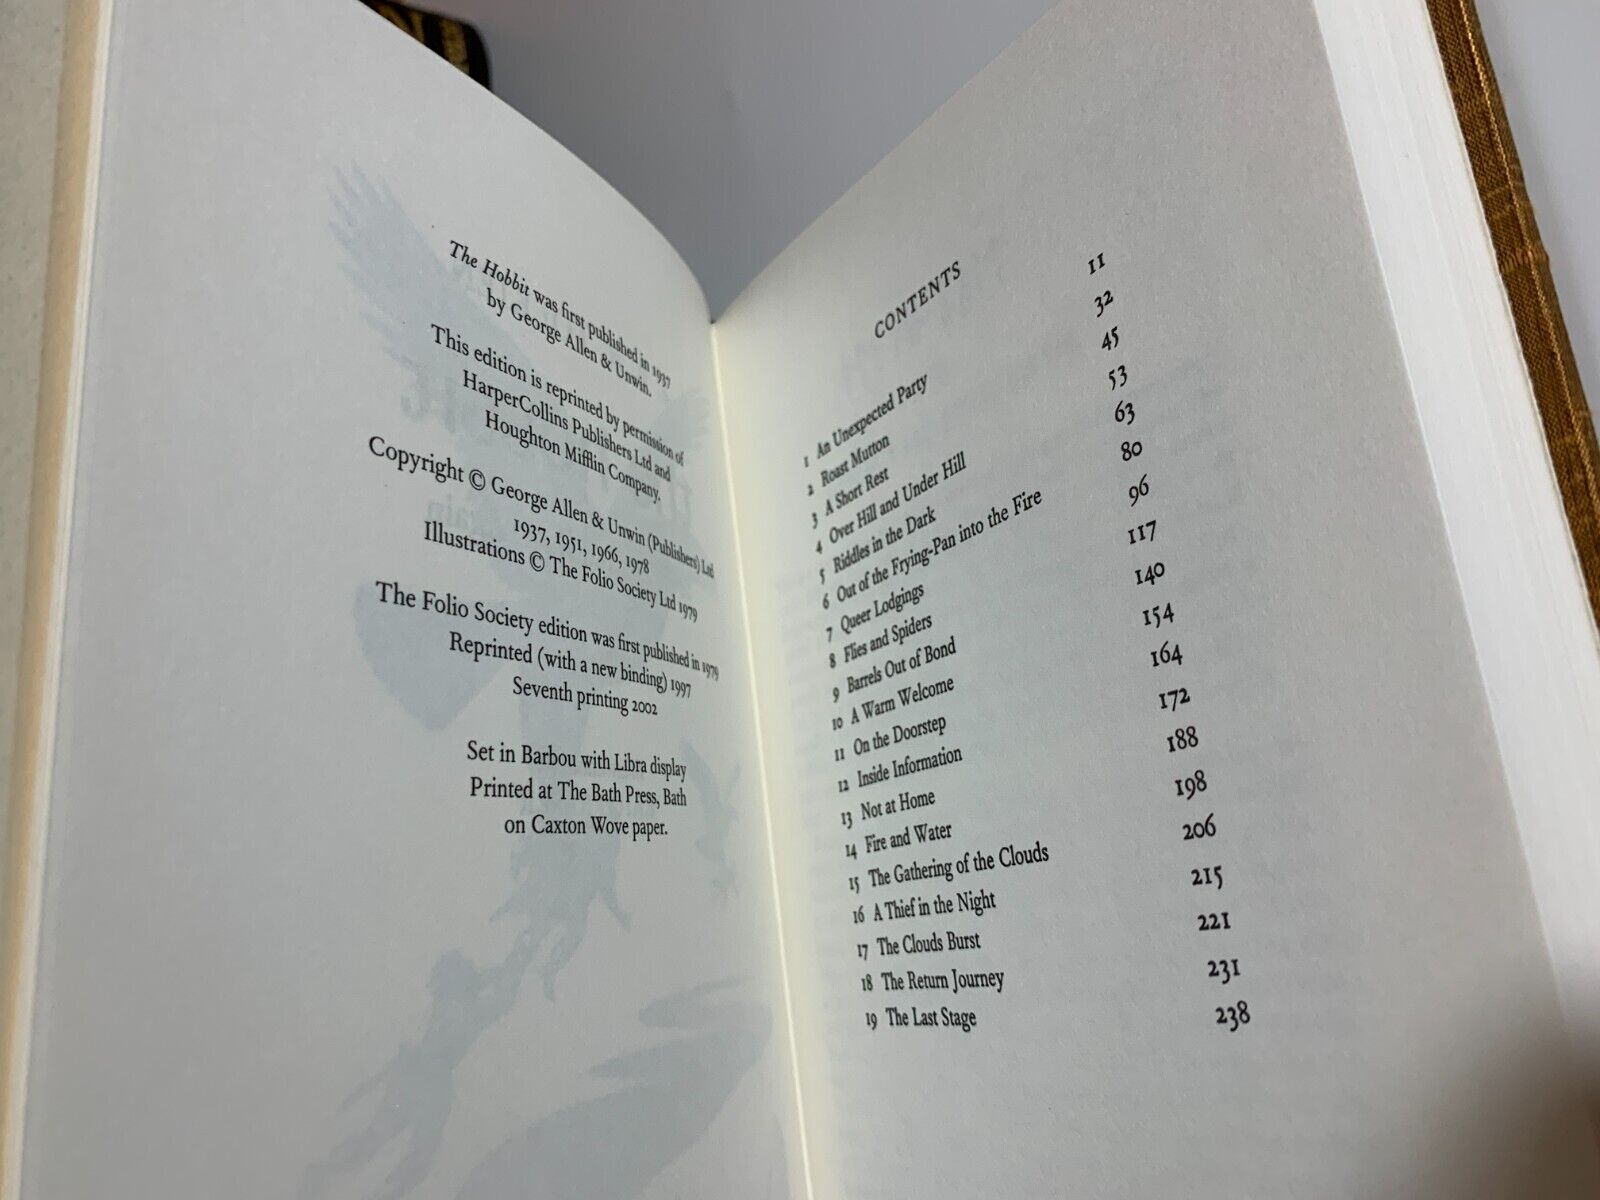 The Hobbit was first published in 1937
by George Allen & Unwin.
This edition is reprinted by permission of
HarperCollins Publishers Ltd and
Houghton Mifflin Company.
Copyright © George Allen & Unwin (Publishers) Ltd
1937, 1951, 1966, 1978
Illustrations © The Folio Society Ltd 1979
The Folio Society edition was first published in 1979
Reprinted (with a new binding) 1997
Seventh printing 2002
Set in Barbou with Libra display
Printed at The Bath Press, Bath
on Caxton Wove paper.
CONTENTS
1 An Unexpected Party 11
2 Roast Mutton 32
3 A Short Rest 45
4 Over Hill and Under Hill 53
5 Riddles in the Dark 63
6 Out of the Frying-Pan into the Fire 80
7 Queer Lodgings 96
8 Flies and Spiders 117
9 Barrels Out of Bond 140
10 A Warm Welcome 154
11 On the Doorstep 164
12 Inside Information 172
13 Not at Home 188
14 Fire and Water 198
15 The Gathering of the Clouds 206
16 A Thief in the Night 215
17 The Clouds Burst 221
18 The Return Journey 231
19 The Last Stage 238